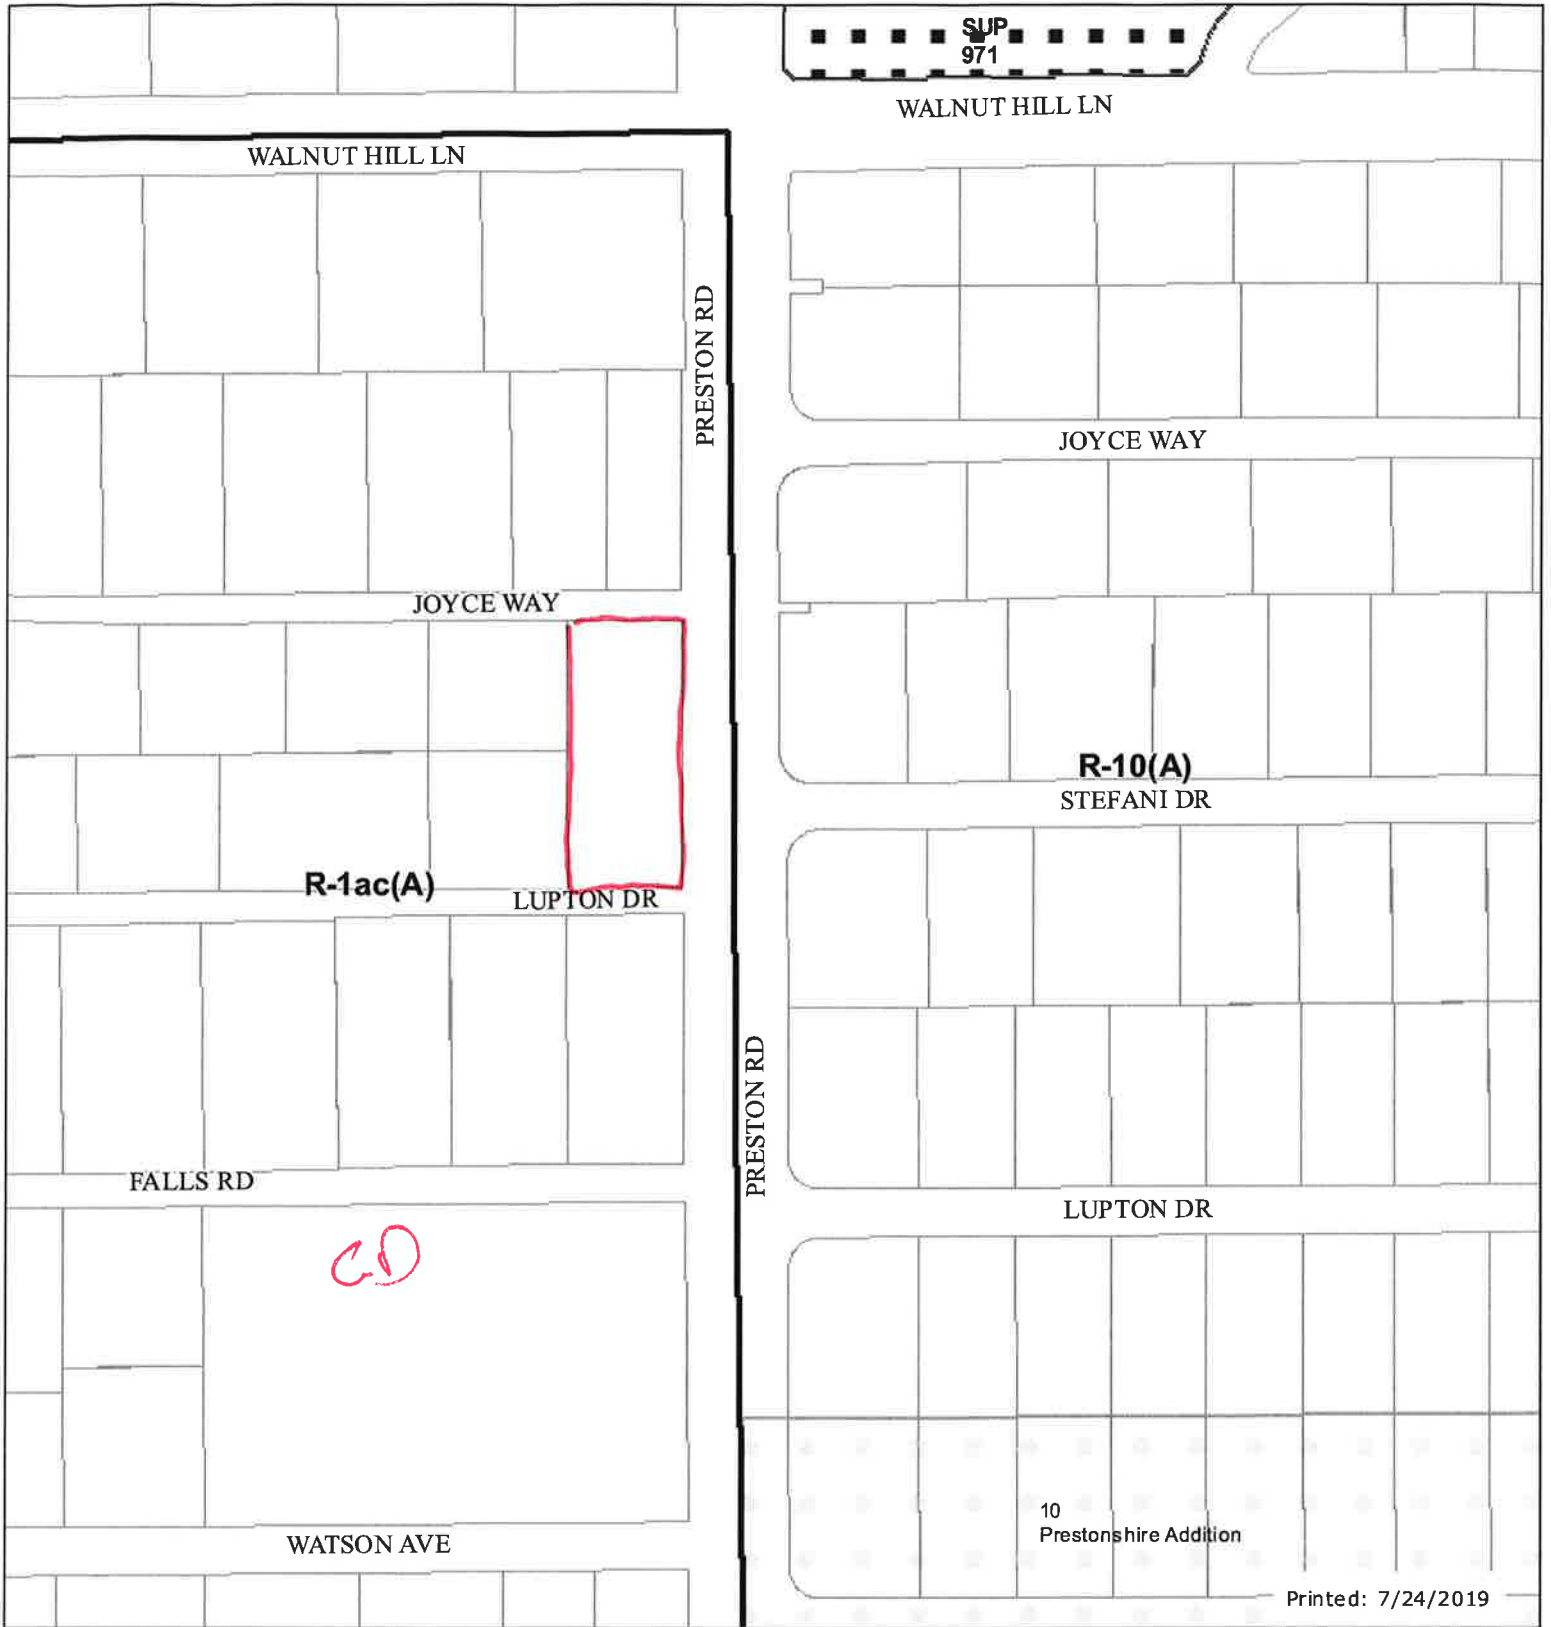 SUP
971
WALNUT HILL LN
WALNUT HILL LN
PRESTON RD
JOYCE WAY
JOYCE WAY
R-10(A)
STEFANI DR
R-1ac(A)
LUPTON DR
PRESTON RD
FALLS RD
LUPTON DR
CD
10
Prestonshire Addition
WATSON AVE
Printed: 7/24/2019